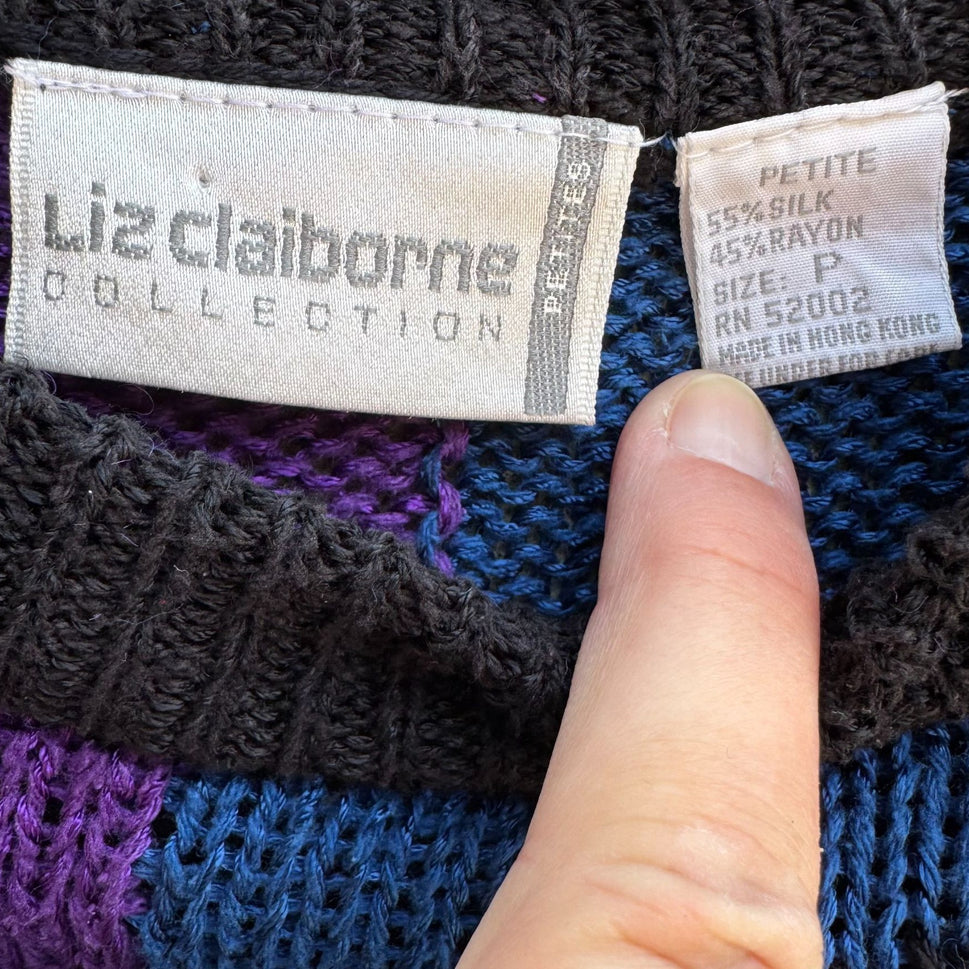 Liz claiborne
COLLECTION
PETITES
PETITE
55% SILK
45% RAYON
SIZE: P
RN 52002
MADE IN HONG KONG